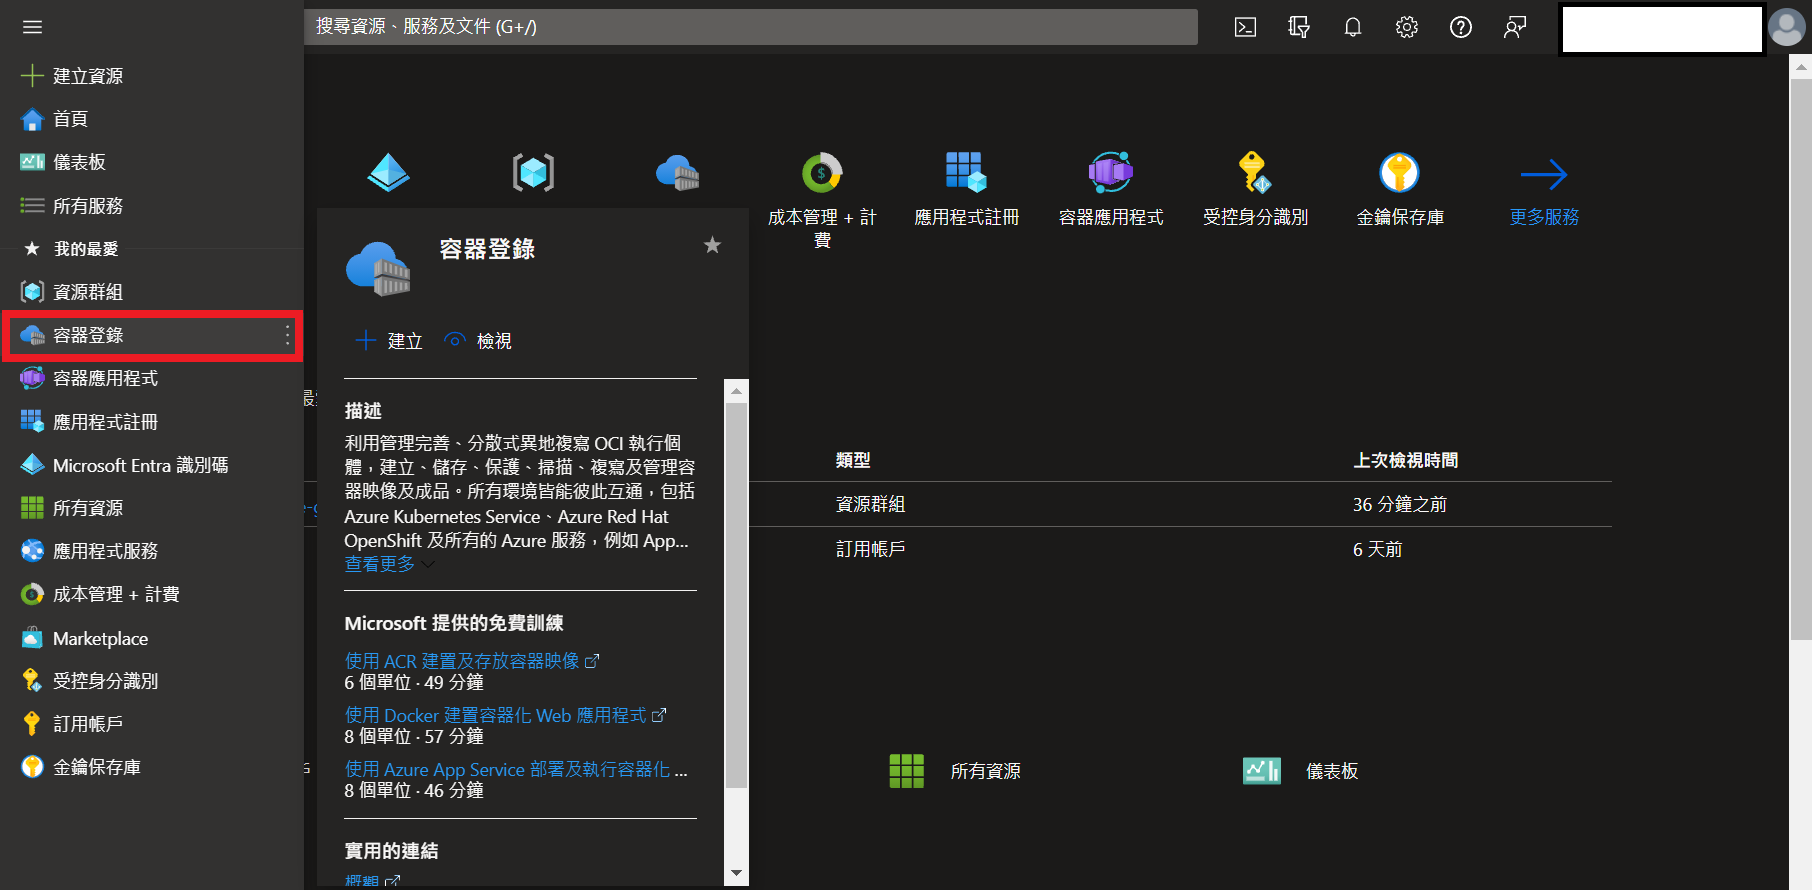 搜尋資源、服務及文件 (G+/)
建立資源
首頁
儀表板
所有服務
我的最愛
資源群組
容器登錄
容器應用程式
應用程式註冊
Microsoft Entra 識別碼
所有資源
應用程式服務
成本管理 + 計費
Marketplace
受控身分識別
訂用帳戶
金鑰保存庫
成本管理 + 計
費
應用程式註冊
容器應用程式
受控身分識別
金鑰保存庫
更多服務
容器登錄
建立
檢視
描述
利用管理完善、分散式異地複寫 OCI 執行個
體，建立、儲存、保護、掃描、複寫及管理容
器映像及成品。所有環境皆能彼此互通，包括
Azure Kubernetes Service、Azure Red Hat
OpenShift 及所有的 Azure 服務，例如 App...
查看更多
Microsoft 提供的免費訓練
使用 ACR 建置及存放容器映像
6 個單位 · 49 分鐘
使用 Docker 建置容器化 Web 應用程式
8 個單位 · 57 分鐘
使用 Azure App Service 部署及執行容器化 ...
8 個單位 · 46 分鐘
實用的連結
概觀
類型
上次檢視時間
資源群組
36 分鐘之前
訂用帳戶
6 天前
所有資源
儀表板